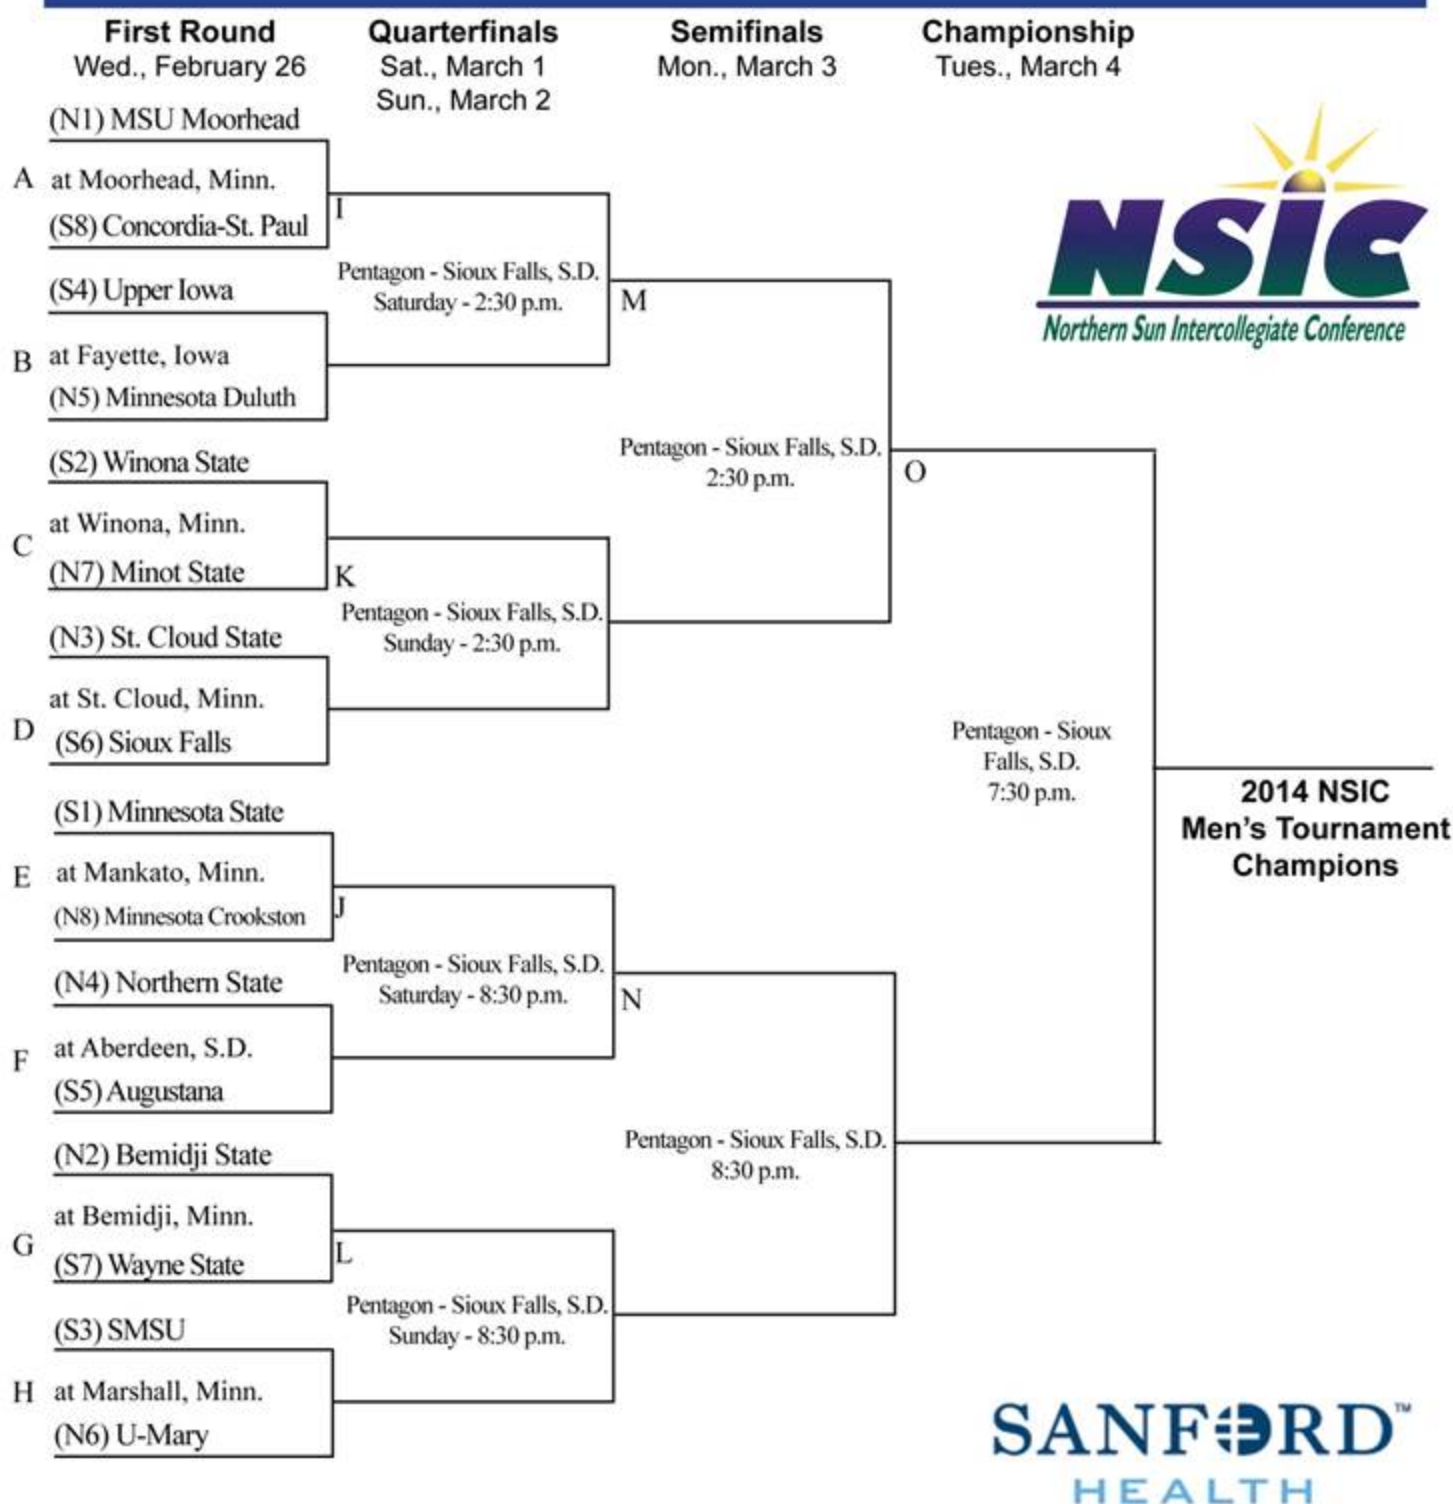 First Round
Wed., February 26
Quarterfinals
Sat., March 1
Sun., March 2
Semifinals
Mon., March 3
Championship
Tues., March 4
(N1) MSU Moorhead
A at Moorhead, Minn.
(S8) Concordia-St. Paul
(S4) Upper Iowa
B at Fayette, Iowa
(N5) Minnesota Duluth
(S2) Winona State
at Winona, Minn.
C
(N7) Minot State
(N3) St. Cloud State
at St. Cloud, Minn.
D
(S6) Sioux Falls
(S1) Minnesota State
E at Mankato, Minn.
(N8) Minnesota Crookston
(N4) Northern State
F at Aberdeen, S.D.
(S5) Augustana
(N2) Bemidji State
at Bemidji, Minn.
G
(S7) Wayne State
(S3) SMSU
H at Marshall, Minn.
(N6) U-Mary
I
Pentagon - Sioux Falls, S.D.
Saturday - 2:30 p.m.
K
Pentagon - Sioux Falls, S.D.
Sunday - 2:30 p.m.
J
Pentagon - Sioux Falls, S.D.
Saturday - 8:30 p.m.
L
Pentagon - Sioux Falls, S.D.
Sunday - 8:30 p.m.
M
Pentagon - Sioux Falls, S.D.
2:30 p.m.
N
Pentagon - Sioux Falls, S.D.
8:30 p.m.
O
Pentagon - Sioux
Falls, S.D.
7:30 p.m.
2014 NSIC
Men's Tournament
Champions
NSIC
Northern Sun Intercollegiate Conference
SANFORD™
HEALTH